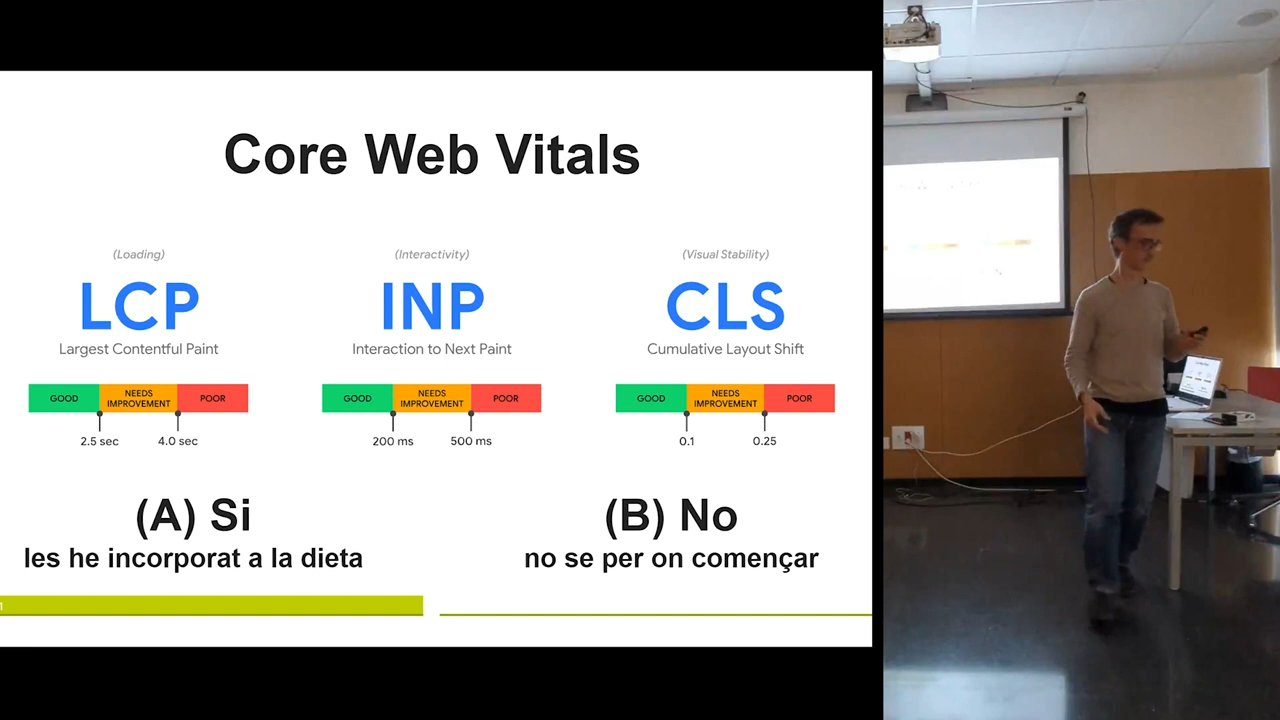 Core Web Vitals
(Loading)
LCP
Largest Contentful Paint
GOOD
NEEDS
IMPROVEMENT
POOR
2.5 sec
4.0 sec
(Interactivity)
INP
Interaction to Next Paint
GOOD
NEEDS
IMPROVEMENT
POOR
200 ms
500 ms
(Visual Stability)
CLS
Cumulative Layout Shift
GOOD
NEEDS
IMPROVEMENT
POOR
0.1
0.25
(A) Si
les he incorporat a la dieta
(B) No
no se per on començar